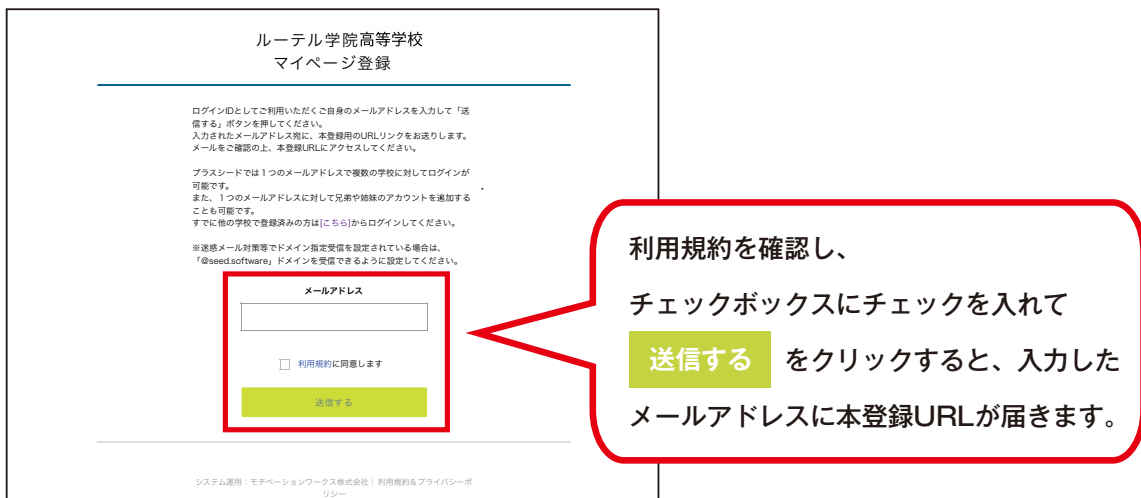 ルーテル学院高等学校
マイページ登録
ログインIDとしてご利用いただくご自身のメールアドレスを入力して「送
信する」ボタンを押してください。
入力されたメールアドレス宛に、本登録用のURLリンクをお送りします。
メールをご確認の上、本登録URLにアクセスしてください。
プラスシードでは１つのメールアドレスで複数の学校に対してログインが
可能です。
また、１つのメールアドレスに対して兄弟や姉妹のアカウントを追加する
ことも可能です。
すでに他の学校で登録済みの方は[こちら]からログインしてください。
※迷惑メール対策等でドメイン指定受信を設定されている場合は、
「@seed.software」ドメインを受信できるように設定してください。
メールアドレス
利用規約に同意します
送信する
システム運用：モチベーションワークス株式会社｜利用規約＆プライバシーポ
リシー
利用規約を確認し、
チェックボックスにチェックを入れて
送信する をクリックすると、入力した
メールアドレスに本登録URLが届きます。